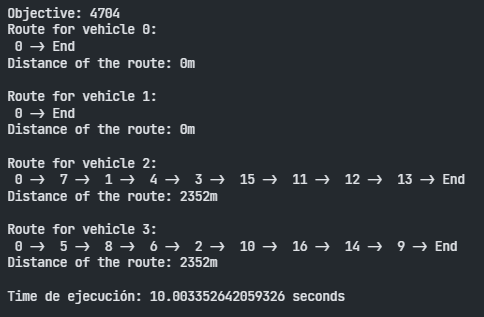 Objective: 4704
Route for vehicle 0:
0 -> End
Distance of the route: 0m
Route for vehicle 1:
0 -> End
Distance of the route: 0m
Route for vehicle 2:
0 -> 7 -> 1 -> 4 -> 3 -> 15 -> 11 -> 12 -> 13 -> End
Distance of the route: 2352m
Route for vehicle 3:
0 -> 5 -> 8 -> 6 -> 2 -> 10 -> 16 -> 14 -> 9 -> End
Distance of the route: 2352m
Time de ejecución: 10.003352642059326 seconds